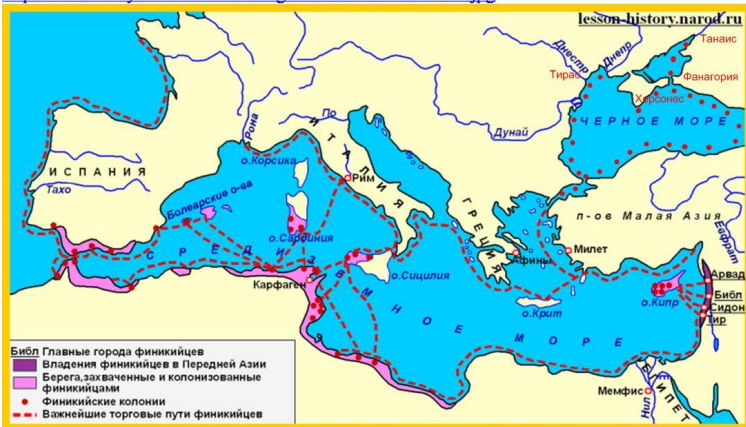 lesson-history.narod.ru
Танаис
Днестр
Днепр
Тирас
Фанагория
Херсонес
ЧЕРНОЕ МОРЕ
Рона
По
Дунай
ИСПАНИЯ
Тахо
о.Корсика
ИТАЛИЯ
Рим
Болеарские о-ва
о.Сардиния
ГРЕЦИЯ
п-ов Малая Азия
Евфрат
СРЕДИЗЕМНОЕ МОРЕ
Афины
Милет
о.Сицилия
Карфаген
о.Крит
о.Кипр
Арвад
Библ
Сидон
Тир
Мемфис
Нил
ЕГИПЕТ
Библ Главные города финикийцев
Владения финикийцев в Передней Азии
Берега,захваченные и колонизованные
финикийцами
Финикийские колонии
Важнейшие торговые пути финикийцев